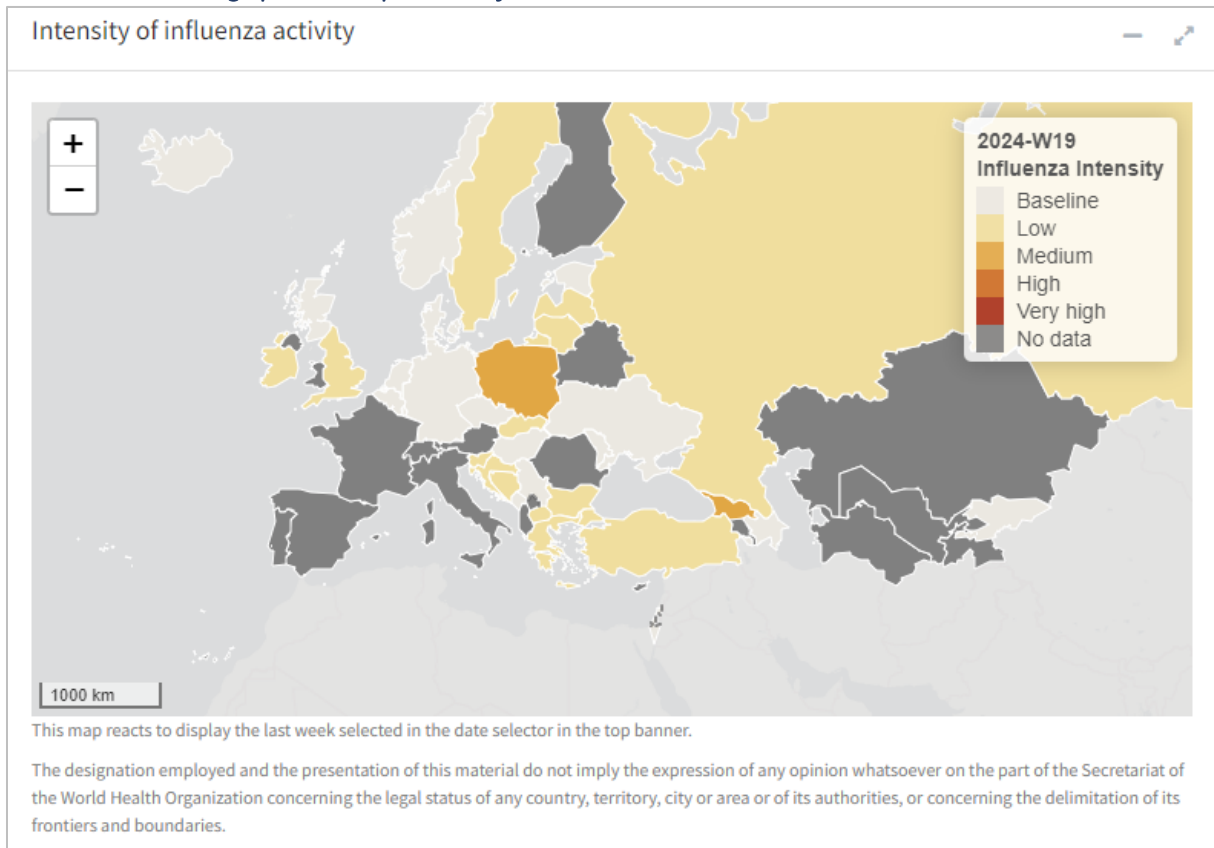 Intensity of influenza activity
+
−
2024-W19
Influenza Intensity
Baseline
Low
Medium
High
Very high
No data
1000 km
This map reacts to display the last week selected in the date selector in the top banner.
The designation employed and the presentation of this material do not imply the expression of any opinion whatsoever on the part of the Secretariat of
the World Health Organization concerning the legal status of any country, territory, city or area or of its authorities, or concerning the delimitation of its
frontiers and boundaries.